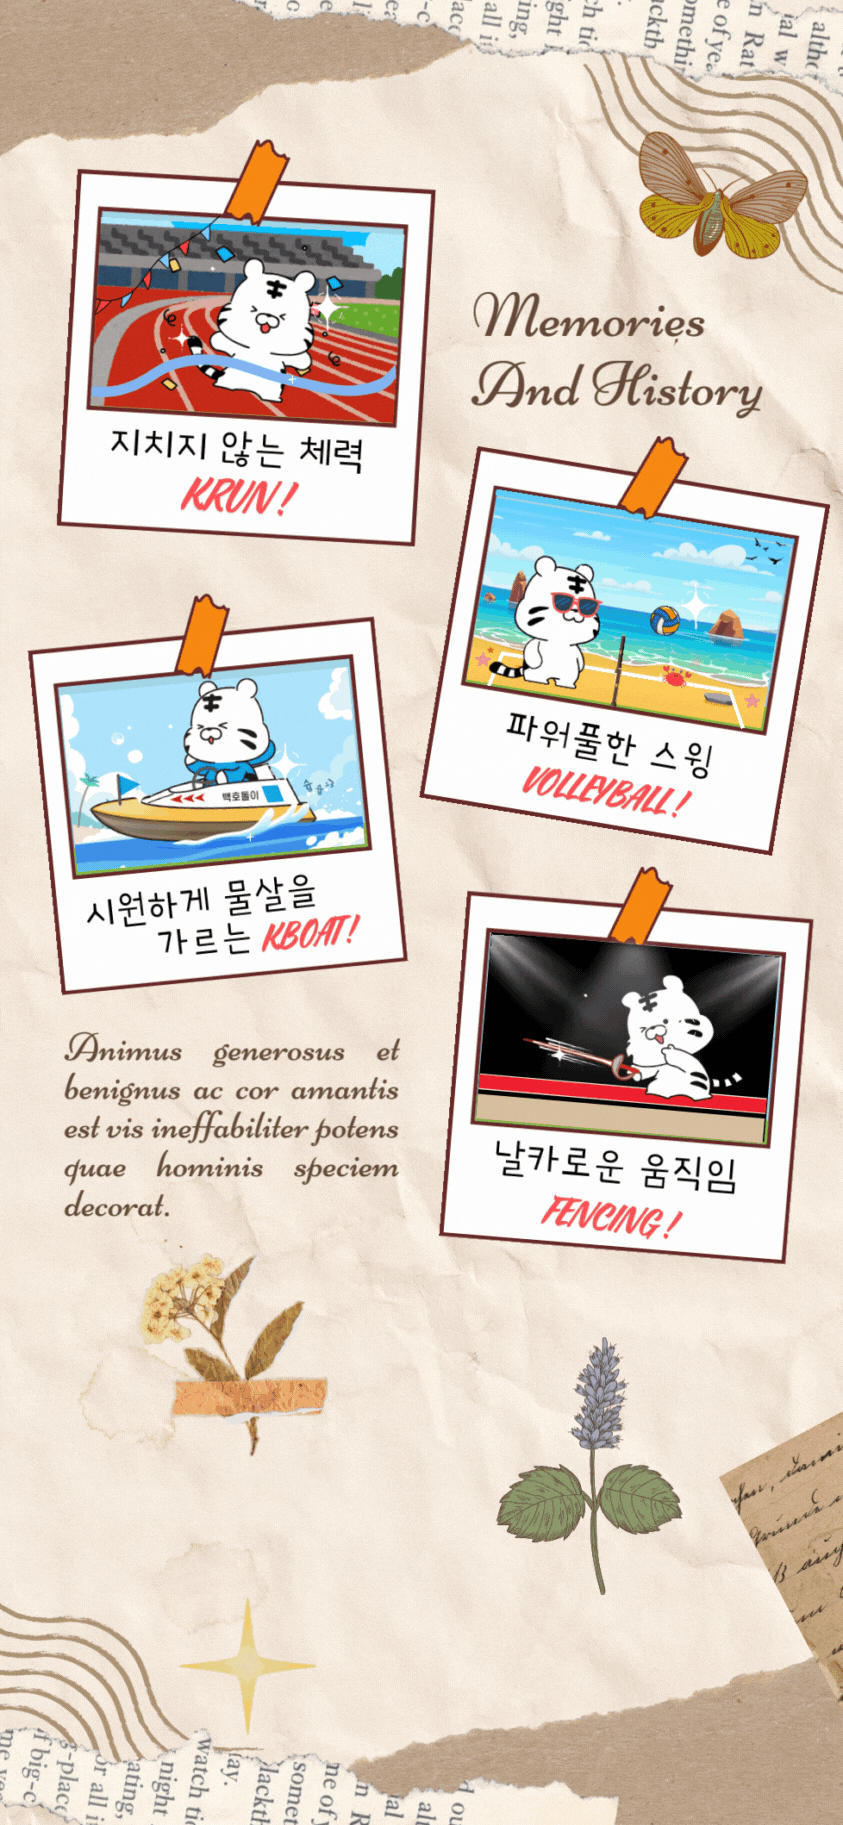 Memories
And History
지치지 않는 체력
KRUN!
파워풀한 스윙
VOLLEYBALL!
백호돌이
시원하게 물살을
가르는 KBOAT!
날카로운 움직임
FENCING!
Animus generosus et
benignus ac cor amantis
est vis ineffabiliter potens
quae hominis speciem
decorat.